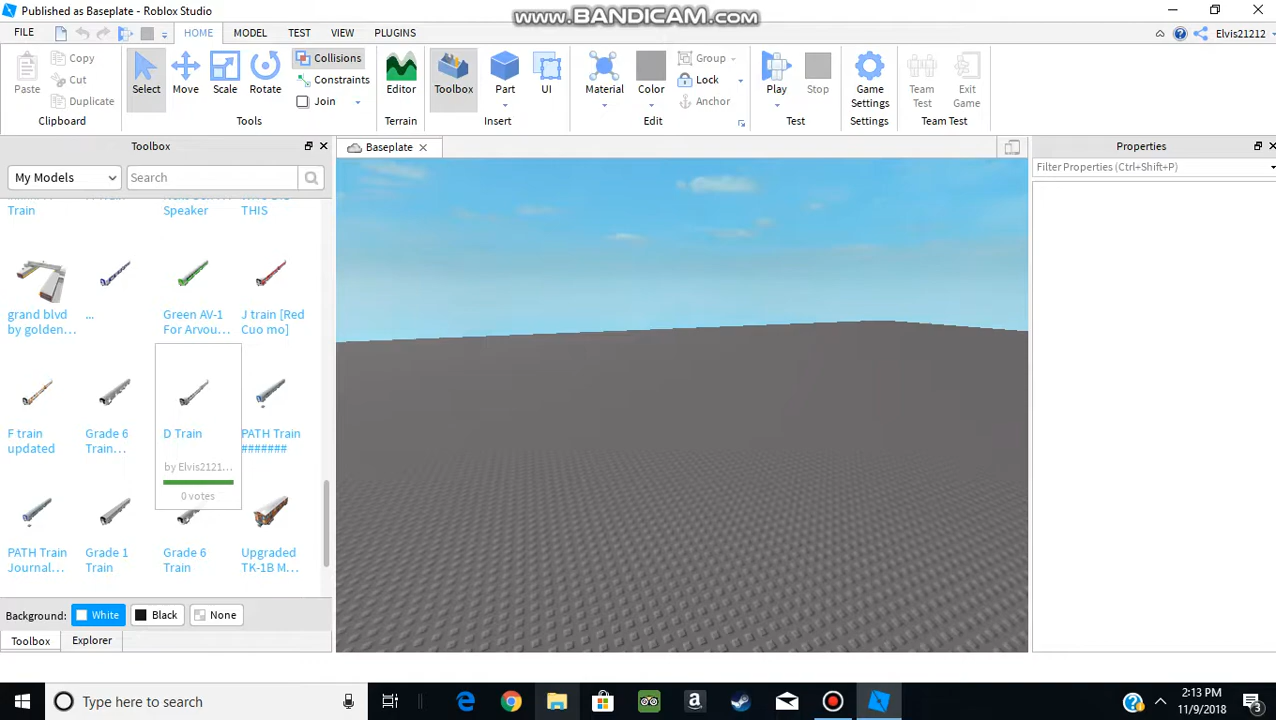 Published as Baseplate - Roblox Studio
www.BANDICAM.com
FILE
HOME
MODEL
TEST
VIEW
PLUGINS
Elvis21212
Paste
Copy
Cut
Duplicate
Clipboard
Select
Move
Scale
Rotate
Collisions
Constraints
Join
Tools
Editor
Terrain
Toolbox
Part
UI
Insert
Material
Color
Group
Lock
Anchor
Edit
Play
Stop
Test
Game
Settings
Settings
Team
Test
Exit
Game
Team Test
Toolbox
My Models
Search
Train
Speaker
THIS
grand blvd
by golden...
...
Green AV-1
For Arvou...
J train [Red
Cuo mo]
F train
updated
Grade 6
Train...
D Train
by Elvis2121...
0 votes
PATH Train
#######
PATH Train
Journal...
Grade 1
Train
Grade 6
Train
Upgraded
TK-1B M...
Background:
White
Black
None
Toolbox
Explorer
Baseplate
Properties
Filter Properties (Ctrl+Shift+P)
Type here to search
2:13 PM
11/9/2018
3